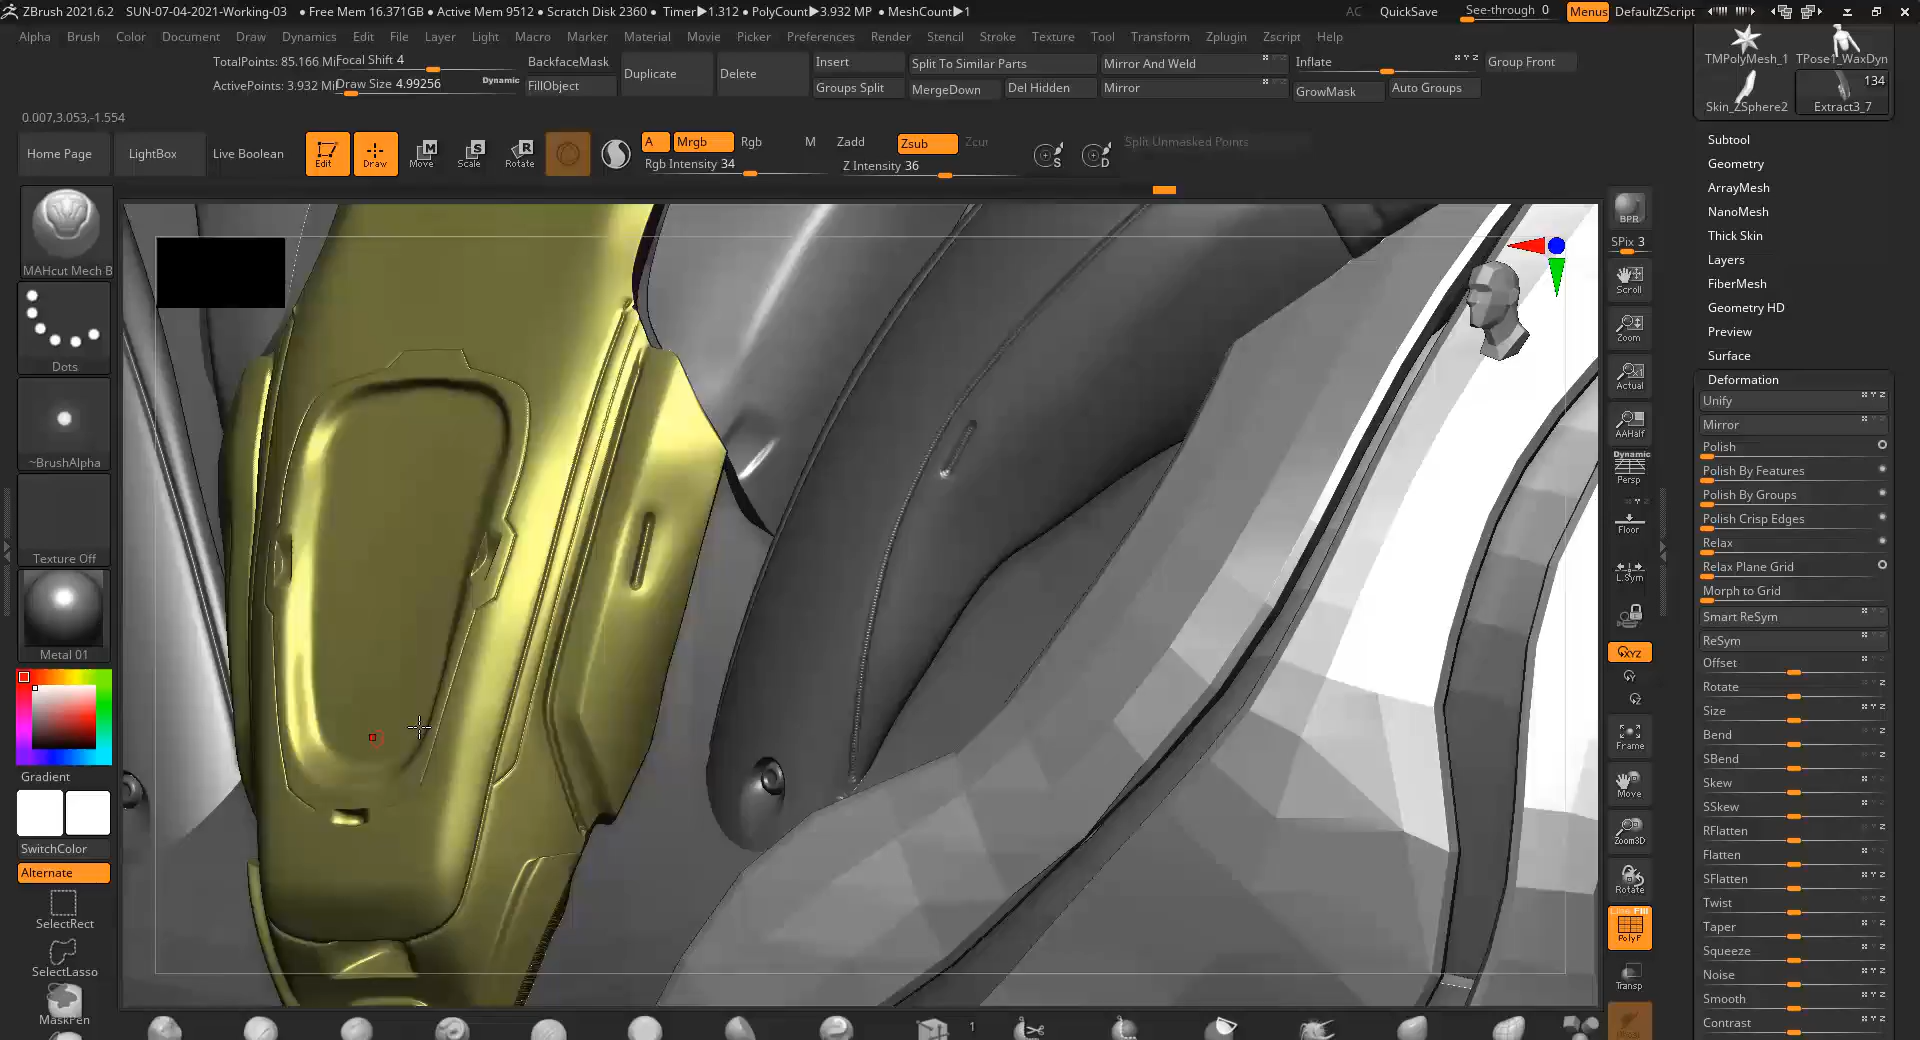 ZBrush 2021.6.2 SUN-07-04-2021-Working-03 ● Free Mem 16.371GB ● Active Mem 9512 ● Scratch Disk 2360 ● Timer▶1.312 ● PolyCount▶3.932 MP ● MeshCount▶1 AC QuickSave See-through 0 Menus DefaultZScript
Alpha Brush Color Document Draw Dynamics Edit File Layer Light Macro Marker Material Movie Picker Preferences Render Stencil Stroke Texture Tool Transform Zplugin Zscript Help
TotalPoints: 85.166 Mil Focal Shift 4 BackfaceMask Duplicate Delete Insert Split To Similar Parts Mirror And Weld Inflate Group Front
ActivePoints: 3.932 Mil Draw Size 4.99256 Dynamic FillObject Groups Split MergeDown Del Hidden Mirror GrowMask Auto Groups
0.007,3.053,-1.554
Home Page LightBox Live Boolean Edit Draw Move Scale Rotate A Mrgb Rgb M Zadd Zsub Zcut Split Unmasked Points
Rgb Intensity 34 Z Intensity 36
S D
MAHcut Mech B
Dots
~BrushAlpha
Texture Off
Metal 01
Gradient
SwitchColor
Alternate
SelectRect
SelectLasso
MaskPen
1
BPR
SPix 3
Scroll
Zoom
Actual
AAHalf
Dynamic
Persp
Floor
L.Sym
XYZ
Y
Z
Frame
Move
Zoom3D
Rotate
Line Fill
PolyF
Transp
TMPolyMesh_1 TPose1_WaxDyn
134
Skin_ZSphere2 Extract3_7
Subtool
Geometry
ArrayMesh
NanoMesh
Thick Skin
Layers
FiberMesh
Geometry HD
Preview
Surface
Deformation
Unify
Mirror
Polish
Polish By Features
Polish By Groups
Polish Crisp Edges
Relax
Relax Plane Grid
Morph to Grid
Smart ReSym
ReSym
Offset
Rotate
Size
Bend
SBend
Skew
SSkew
RFlatten
Flatten
SFlatten
Twist
Taper
Squeeze
Noise
Smooth
Contrast